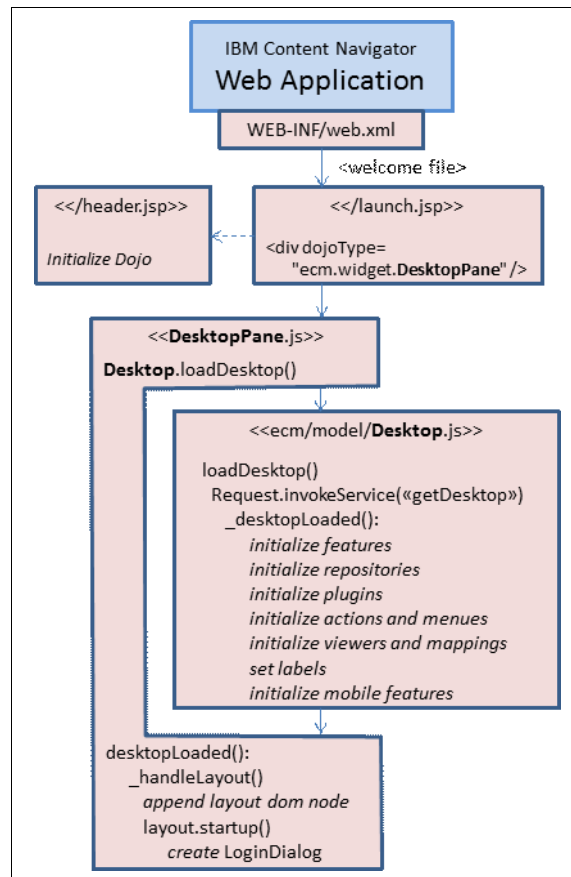 IBM Content Navigator
Web Application
WEB-INF/web.xml
<welcome file>
<</header.jsp>>
Initialize Dojo
<</launch.jsp>>
<div dojoType=
"ecm.widget.DesktopPane" />
<<DesktopPane.js>>
Desktop.loadDesktop()
<<ecm/model/Desktop.js>>
loadDesktop()
Request.invokeService(«getDesktop»)
_desktopLoaded():
initialize features
initialize repositories
initialize plugins
initialize actions and menues
initialize viewers and mappings
set labels
initialize mobile features
desktopLoaded():
_handleLayout()
append layout dom node
layout.startup()
create LoginDialog